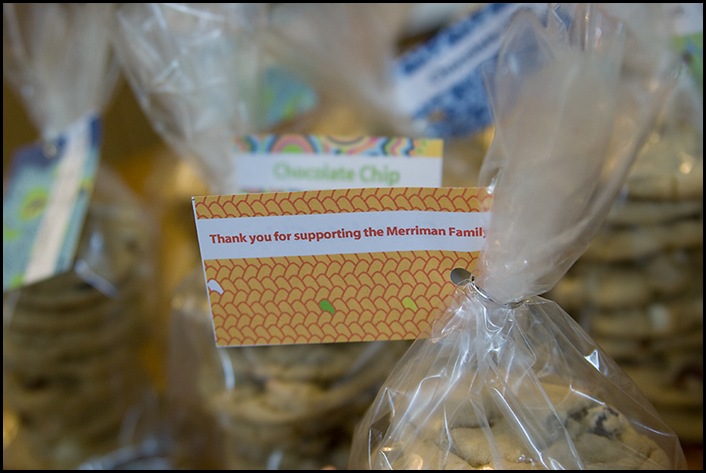 Chocolate Chip
Thank you for supporting the Merriman Family